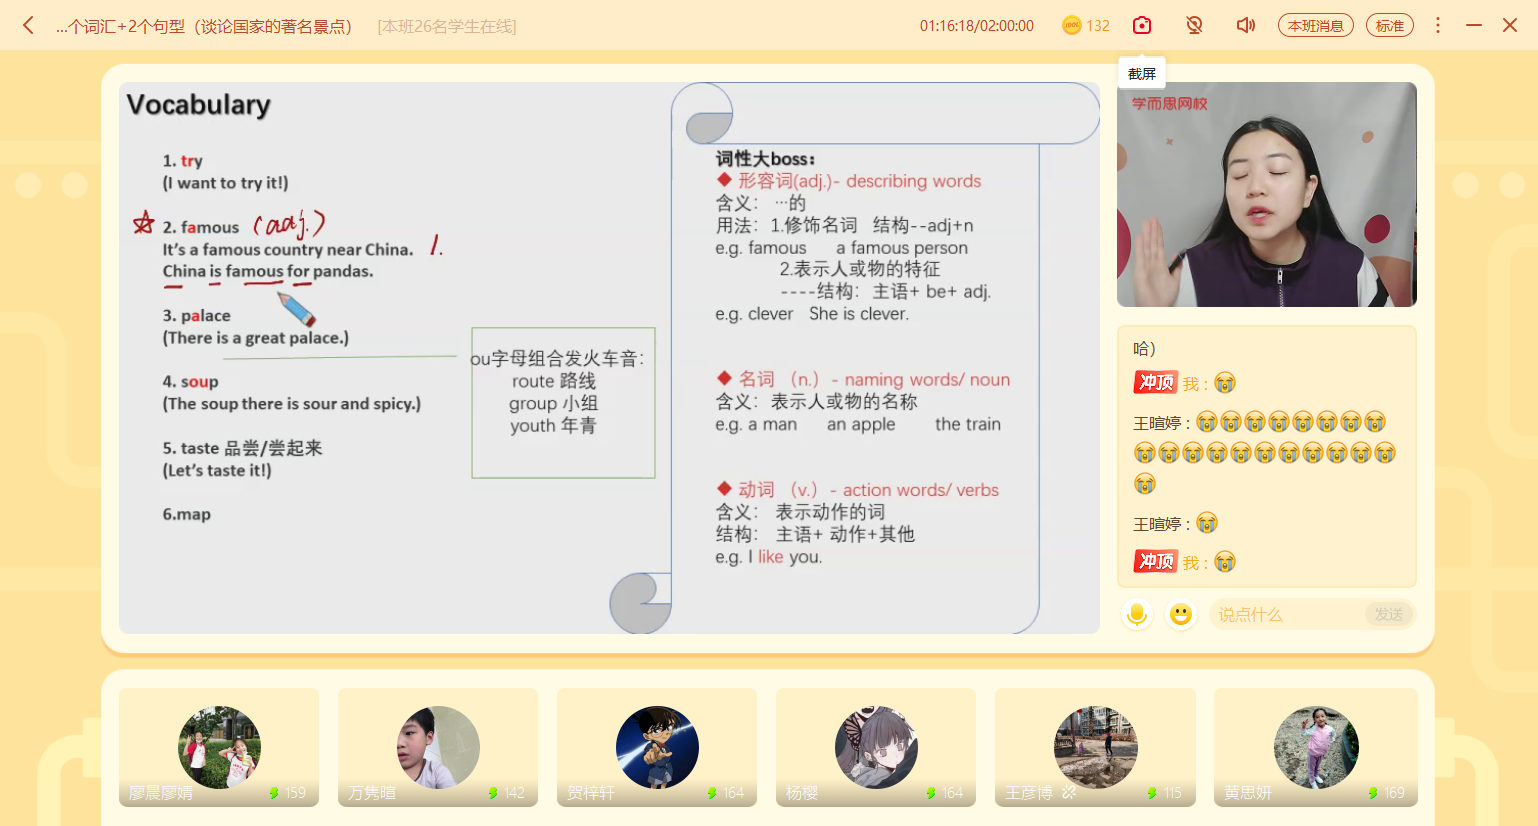 ...个词汇+2个句型（谈论国家的著名景点） [本班26名学生在线] 01:16:18/02:00:00 132 本班消息 标准
截屏
Vocabulary
1. try
(I want to try it!)
2. famous (adj.)
It's a famous country near China. 1.
China is famous for pandas.
3. palace
(There is a great palace.)
4. soup
(The soup there is sour and spicy.)
5. taste 品尝/尝起来
(Let's taste it!)
6.map
ou字母组合发火车音:
route 路线
group 小组
youth 年青
词性大boss:
◆ 形容词(adj.)- describing words
含义： ···的
用法：1.修饰名词 结构--adj+n
e.g. famous a famous person
2.表示人或物的特征
----结构：主语+ be+ adj.
e.g. clever She is clever.
◆ 名词 （n.）- naming words/ noun
含义：表示人或物的名称
e.g. a man an apple the train
◆ 动词 （v.）- action words/ verbs
含义： 表示动作的词
结构： 主语+ 动作+其他
e.g. I like you.
学而思网校
哈）
冲顶 我 : 😭
王暄婷 : 😭😭😭😭😭😭😭😭
😭😭😭😭😭😭😭😭😭😭😭
😭
王暄婷 : 😭
冲顶 我 : 😭
说点什么 发送
廖晨廖婧 159
万隽暄 142
贺梓轩 164
杨樱 164
王彦博 115
黄思妍 169